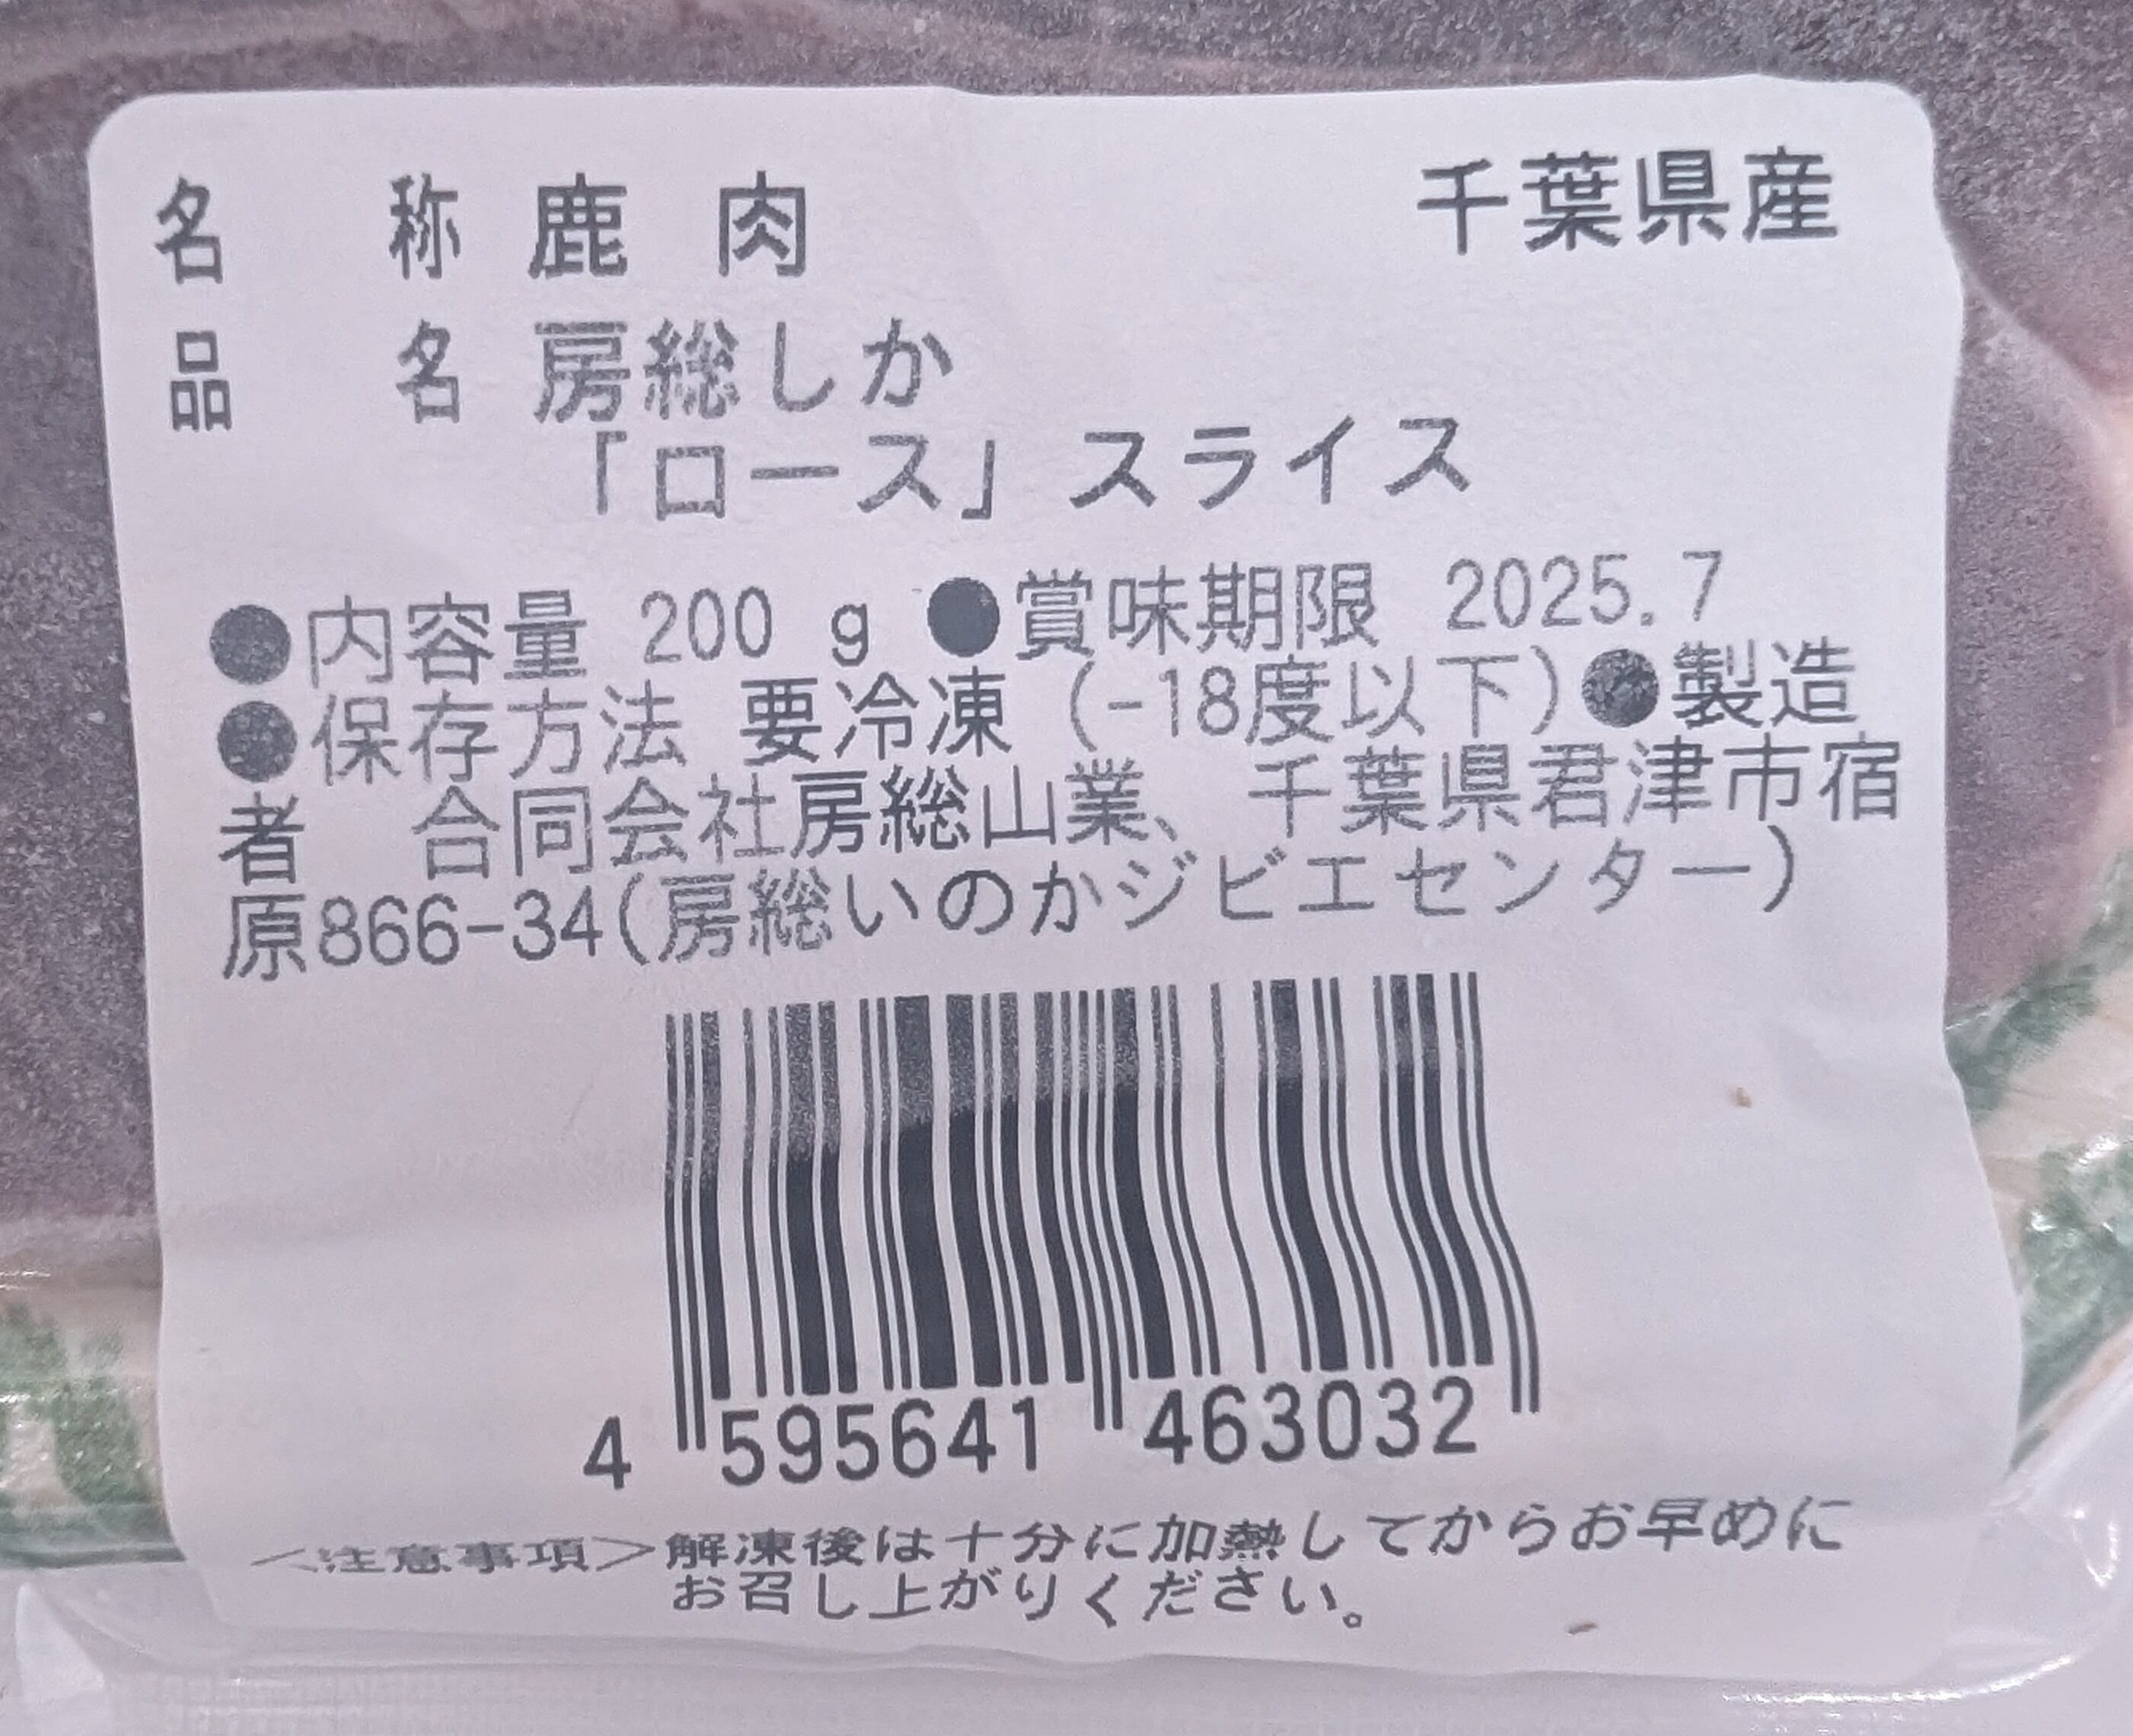 名 称 鹿 肉 千葉県産
品 名 房総しか
「ロース」スライス
●内容量 200 g ●賞味期限 2025.7
●保存方法 要冷凍 (-18度以下)●製造
者 合同会社房総山業、千葉県君津市宿
原866-34(房総いのかジビエセンター)
4 595641 463032
<注意事項>解凍後は十分に加熱してからお早めに
お召し上がりください。